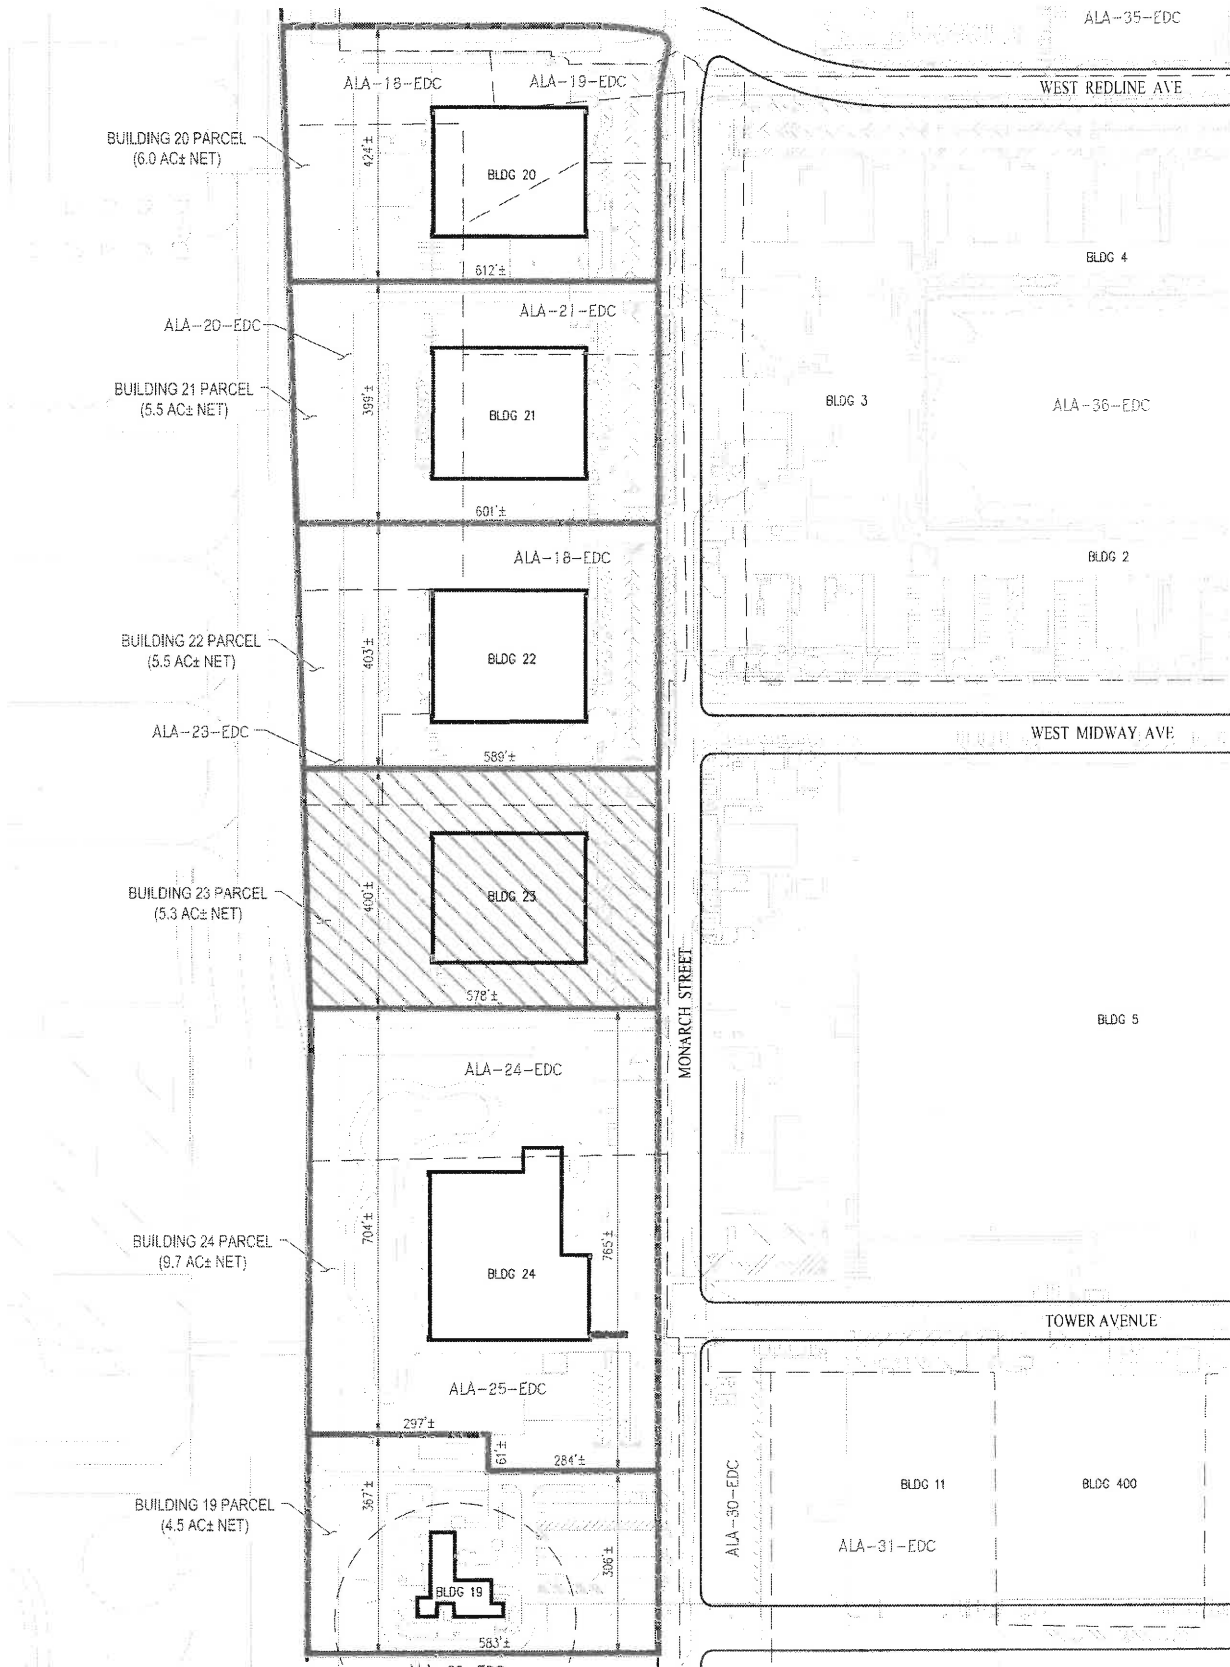 ALA-35-EDC
WEST REDLINE AVE
ALA-18-EDC
ALA-19-EDC
BUILDING 20 PARCEL
(6.0 AC± NET)
424'±
BLDG 20
612'±
BLDG 4
ALA-20-EDC
ALA-21-EDC
BUILDING 21 PARCEL
(5.5 AC± NET)
399'±
BLDG 21
601'±
BLDG 3
ALA-36-EDC
ALA-18-EDC
BLDG 2
BUILDING 22 PARCEL
(5.5 AC± NET)
403'±
BLDG 22
ALA-23-EDC
589'±
WEST MIDWAY AVE
BUILDING 23 PARCEL
(5.3 AC± NET)
400'±
BLDG 23
578'±
MONARCH STREET
BLDG 5
ALA-24-EDC
BUILDING 24 PARCEL
(9.7 AC± NET)
704'±
765'±
BLDG 24
TOWER AVENUE
ALA-25-EDC
297'±
61'±
284'±
BUILDING 19 PARCEL
(4.5 AC± NET)
367'±
306'±
BLDG 19
583'±
ALA-30-EDC
BLDG 11
BLDG 400
ALA-31-EDC